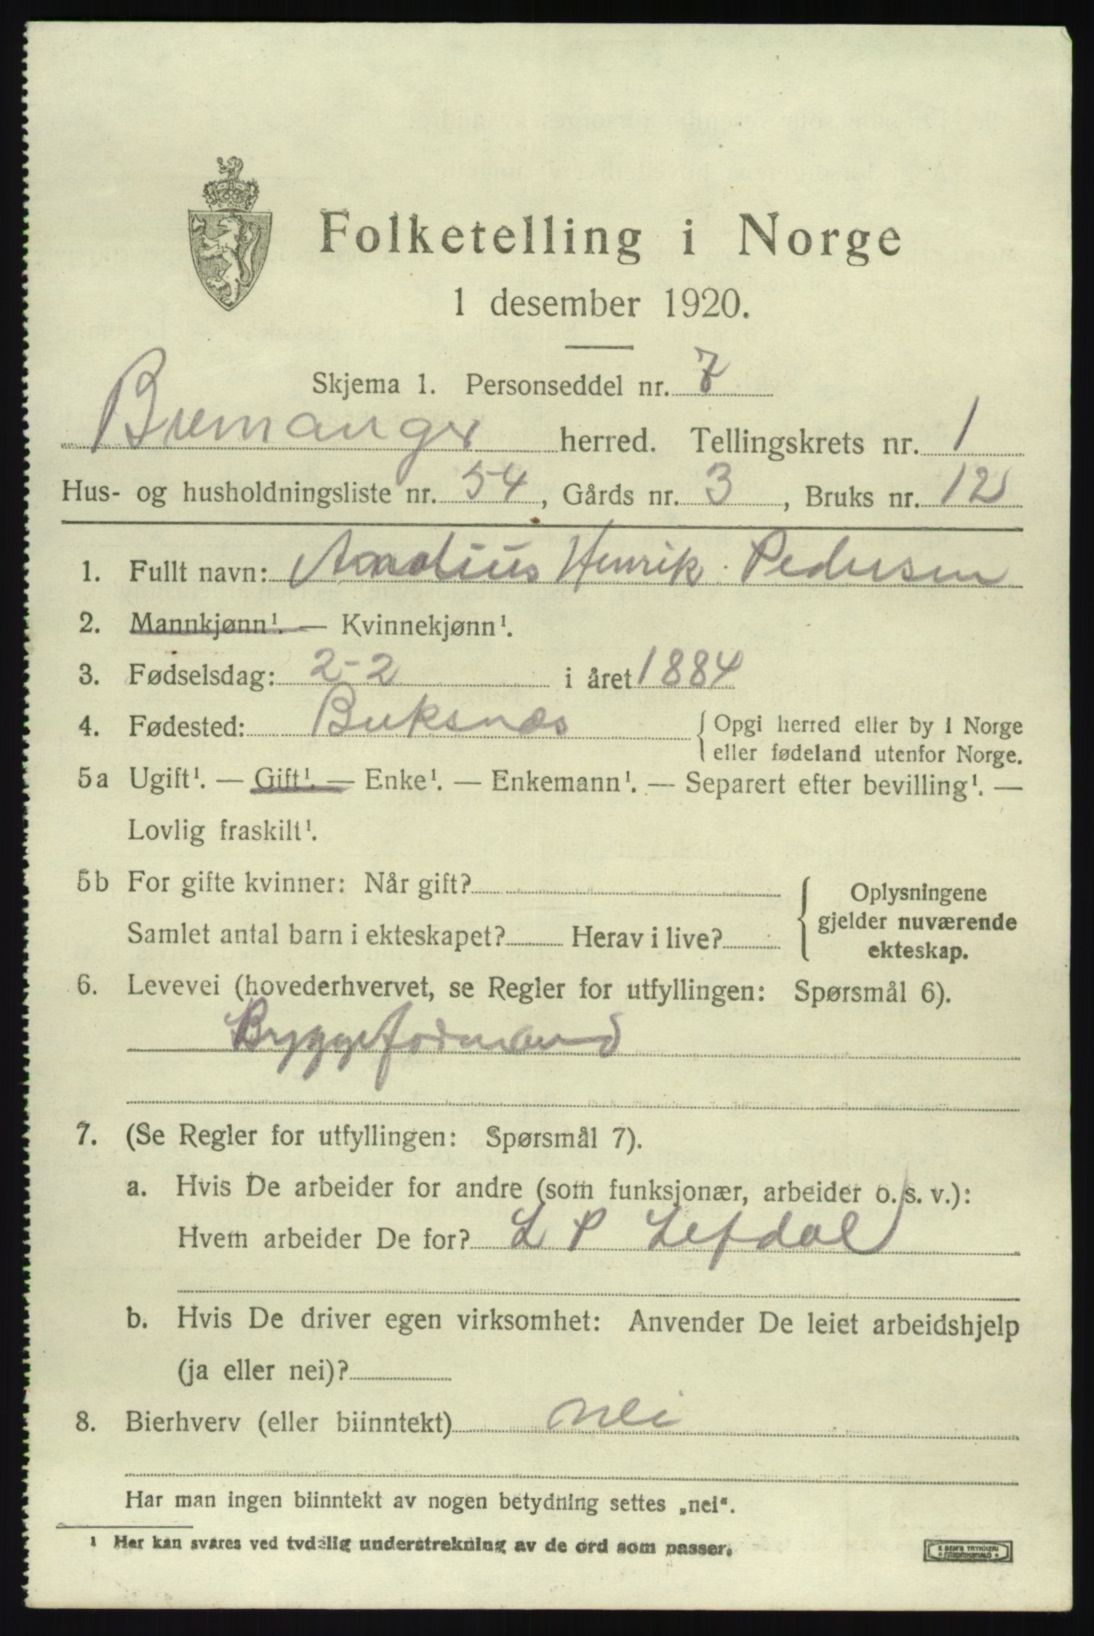 Folketelling i Norge
1 desember 1920.
Skjema 1. Personseddel nr. 7
Bremanger herred. Tellingskrets nr. 1
Hus- og husholdningsliste nr. 54, Gårds nr. 3, Bruks nr. 12
1. Fullt navn: Henrik Pedersen
2. Mannkjønn¹. — Kvinnekjønn¹.
3. Fødselsdag: 2-2 i året 1884
4. Fødested: Buksnæs { Opgi herred eller by i Norge
eller fødeland utenfor Norge.
5a Ugift¹. — Gift¹. — Enke¹. — Enkemann¹. — Separert efter bevilling¹. —
Lovlig fraskilt¹.
5b For gifte kvinner: Når gift?
Samlet antal barn i ekteskapet? Herav i live?
{ Oplysningene
gjelder nuværende
ekteskap.
6. Levevei (hovederhvervet, se Regler for utfyllingen: Spørsmål 6).
Byggeformand
7. (Se Regler for utfyllingen: Spørsmål 7).
a. Hvis De arbeider for andre (som funksjonær, arbeider o. s. v.):
Hvem arbeider De for? L P Lefdal
b. Hvis De driver egen virksomhet: Anvender De leiet arbeidshjelp
(ja eller nei)?
8. Bierhverv (eller biinntekt) nei
Har man ingen biinntekt av nogen betydning settes „nei“.
¹ Her kan svares ved tydelig understrekning av de ord som passer.